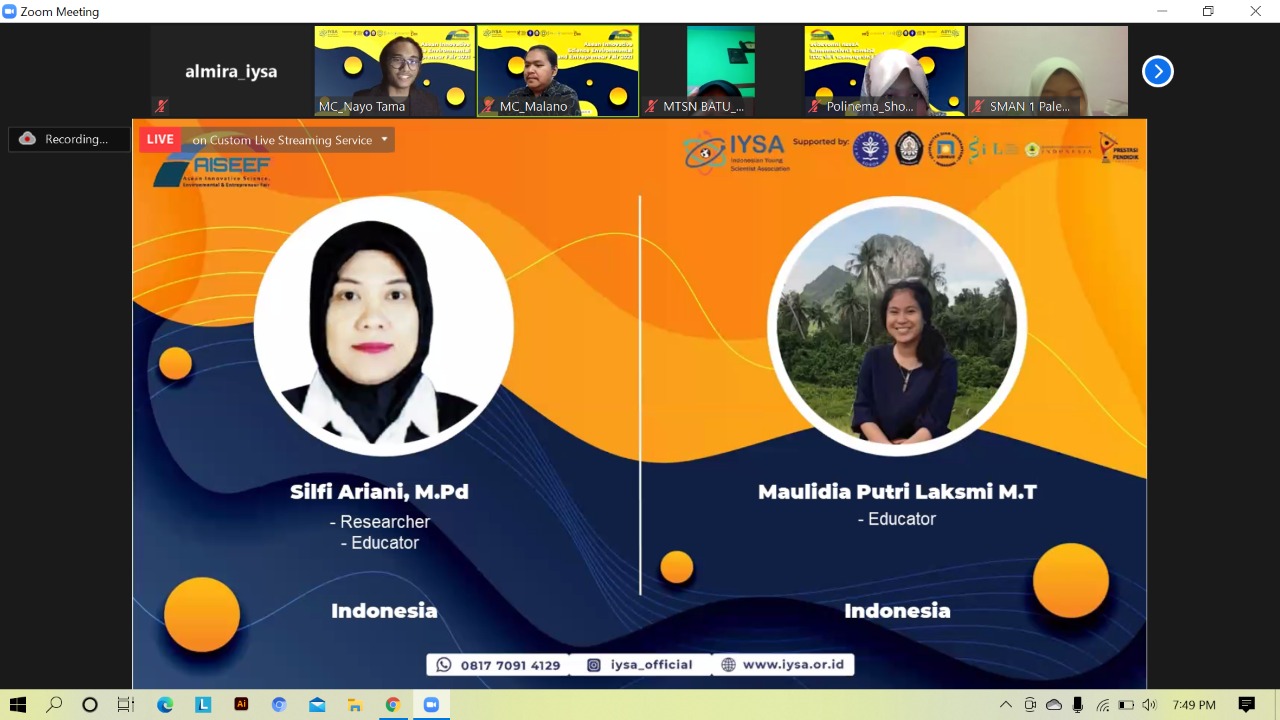 Zoom Meeting
almira_iysa
MC_Nayo Tama
MC_Malano
MTSN BATU_...
Polinema_Sho...
SMAN 1 Pale...
Recording...
LIVE on Custom Live Streaming Service
AISEEF
Asean Innovative Science,
Environmental & Entrepreneur Fair
IYSA
Indonesian Young
Scientist Association
Supported by:
PRESTASI
PENDIDIK
Silfi Ariani, M.Pd
- Researcher
- Educator
Indonesia
Maulidia Putri Laksmi M.T
- Educator
Indonesia
0817 7091 4129
iysa_official
www.iysa.or.id
7:49 PM